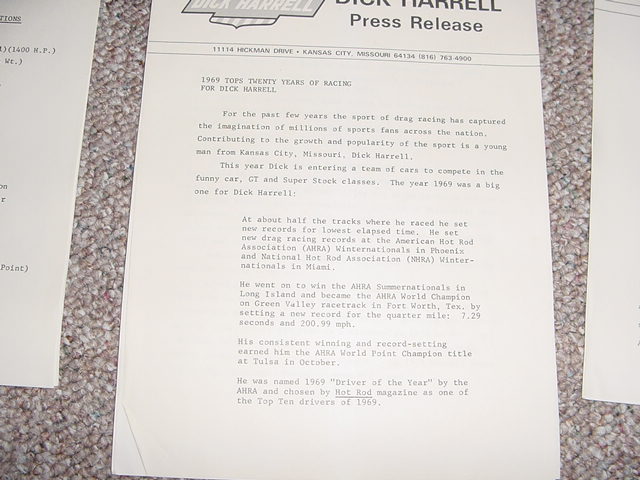 TIONS
)(1400 H.P.)
Wt.)
on
r
Point)
DICK HARRELL
DICK HARRELL
Press Release
11114 HICKMAN DRIVE • KANSAS CITY, MISSOURI 64134 (816) 763-4900
1969 TOPS TWENTY YEARS OF RACING
FOR DICK HARRELL
For the past few years the sport of drag racing has captured
the imagination of millions of sports fans across the nation.
Contributing to the growth and popularity of the sport is a young
man from Kansas City, Missouri, Dick Harrell.
This year Dick is entering a team of cars to compete in the
funny car, GT and Super Stock classes. The year 1969 was a big
one for Dick Harrell:
At about half the tracks where he raced he set
new records for lowest elapsed time. He set
new drag racing records at the American Hot Rod
Association (AHRA) Winternationals in Phoenix
and National Hot Rod Association (NHRA) Winter-
nationals in Miami.
He went on to win the AHRA Summernationals in
Long Island and became the AHRA World Champion
on Green Valley racetrack in Fort Worth, Tex. by
setting a new record for the quarter mile: 7.29
seconds and 200.99 mph.
His consistent winning and record-setting
earned him the AHRA World Point Champion title
at Tulsa in October.
He was named 1969 "Driver of the Year" by the
AHRA and chosen by Hot Rod magazine as one of
the Top Ten drivers of 1969.